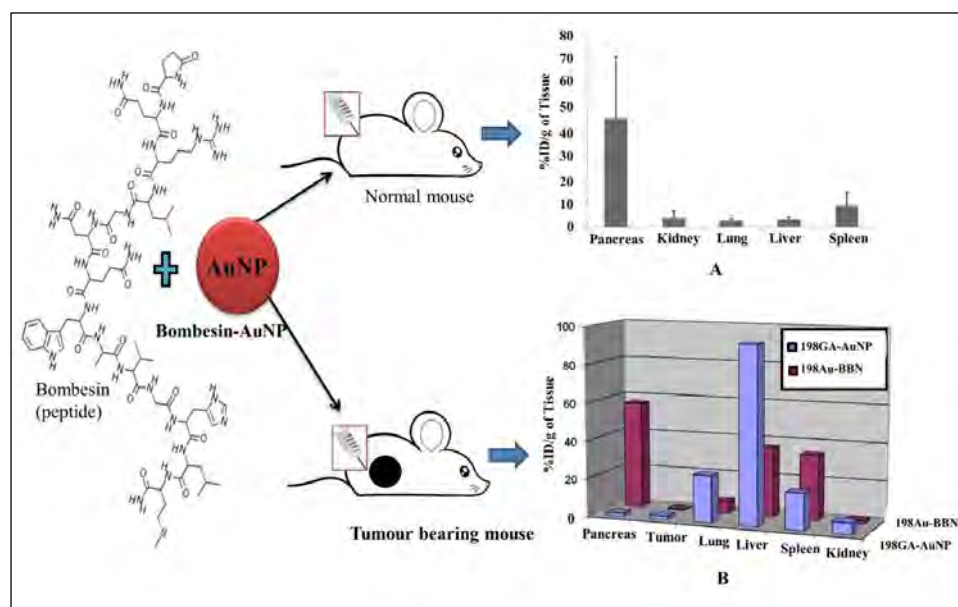 Bombesin
(peptide)
AuNP
Bombesin-AuNP
Normal mouse
Tumour bearing mouse
%ID/g of Tissue
80
70
60
50
40
30
20
10
0
Pancreas Kidney Lung Liver Spleen
A
198GA-AuNP
198Au-BBN
%ID/g of Tissue
100
80
60
40
20
0
Pancreas Tumor Lung Liver Spleen Kidney
198Au-BBN
198GA-AuNP
B